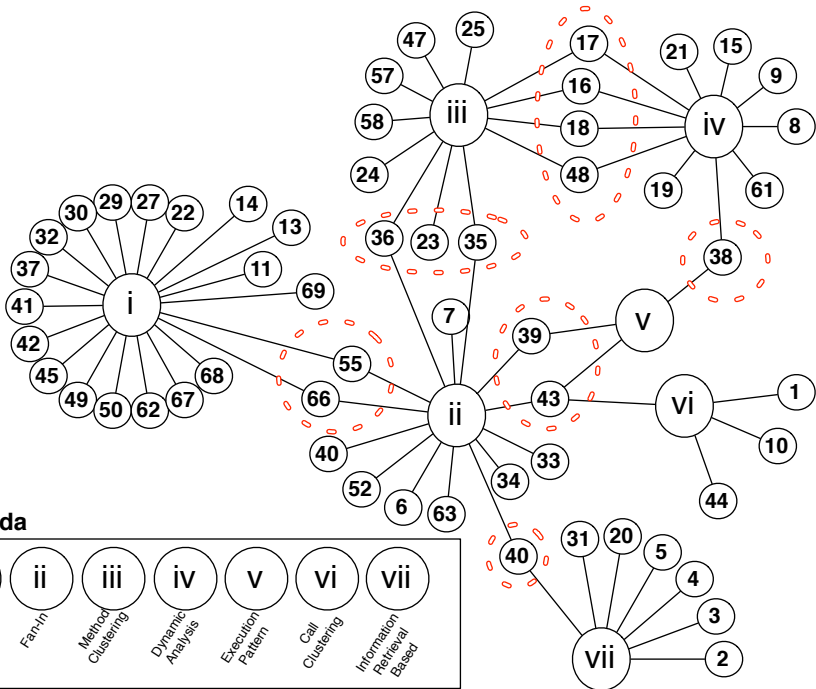 25
47
17
21
15
57
16
9
iii
iv
58
18
8
24
48
19
61
29
27
22
14
30
13
32
36
23
35
38
37
11
69
i
41
7
v
39
42
55
45
68
66
43
vi
1
49
50
62
67
ii
10
40
33
52
34
44
6
63
da
40
31
20
5
4
3
vii
2
ii
iii
iv
v
vi
vii
Fan-In
Method
Clustering
Dynamic
Analysis
Execution
Pattern
Call
Clustering
Information
Retrieval
Based